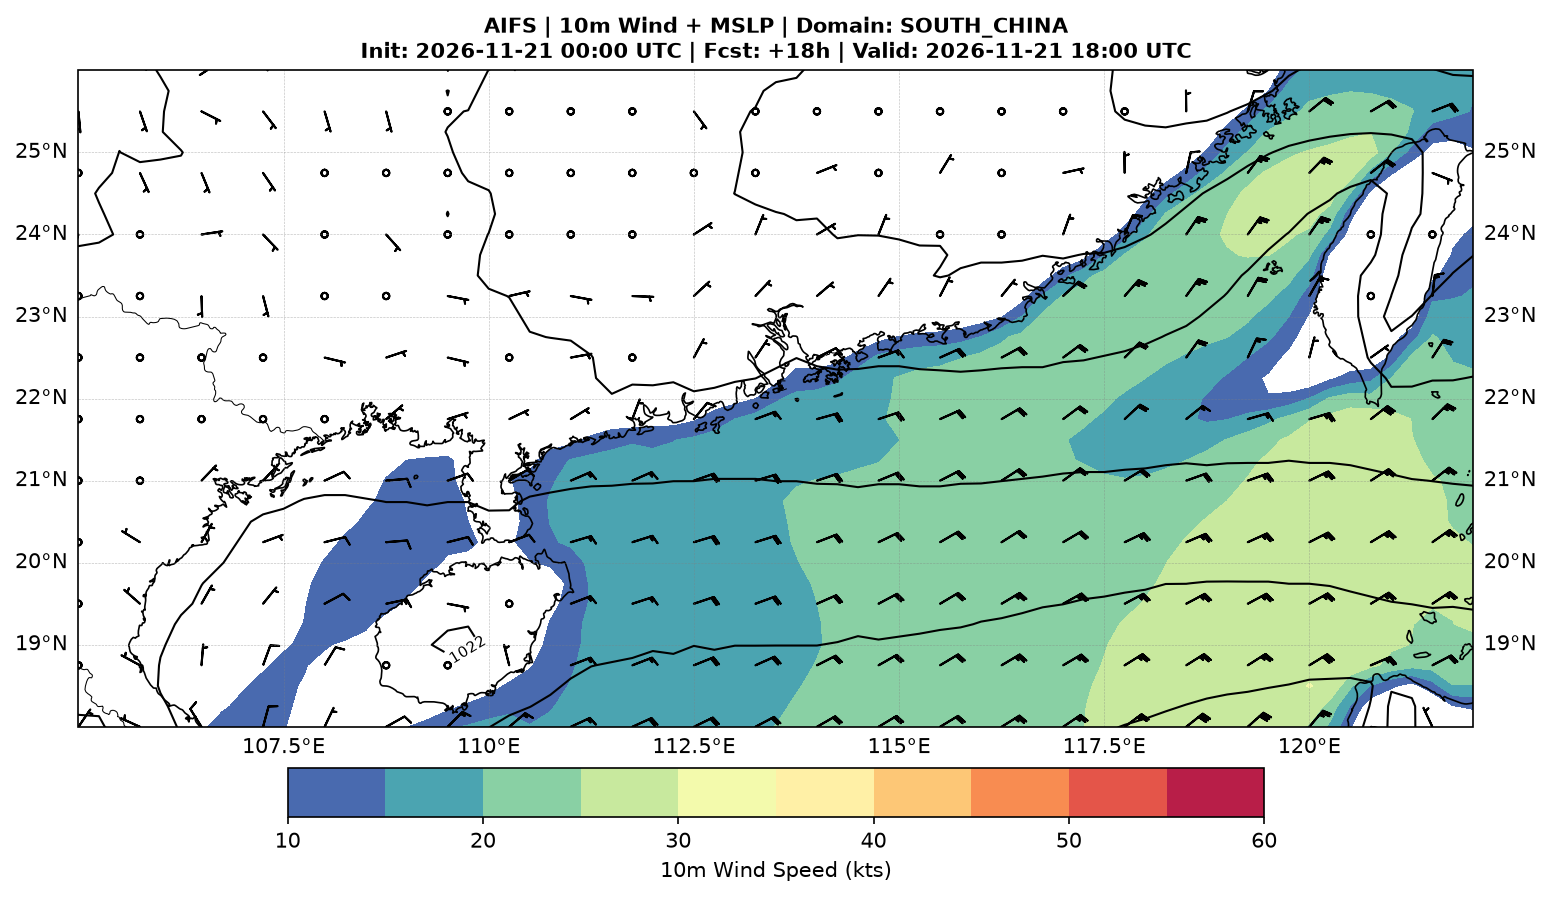 AIFS | 10m Wind + MSLP | Domain: SOUTH_CHINA
Init: 2026-11-21 00:00 UTC | Fcst: +18h | Valid: 2026-11-21 18:00 UTC
25°N 25°N
24°N 24°N
23°N 23°N
22°N 22°N
21°N 21°N
20°N 20°N
19°N 19°N
1022
107.5°E 110°E 112.5°E 115°E 117.5°E 120°E
10 20 30 40 50 60
10m Wind Speed (kts)